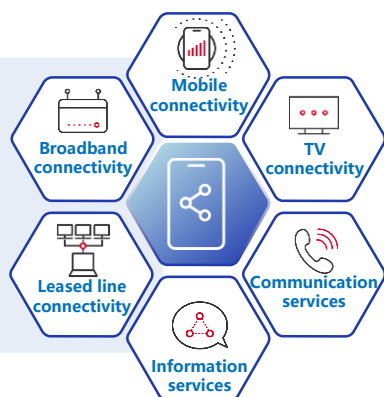 Mobile
connectivity
Broadband
connectivity
TV
connectivity
Leased line
connectivity
Communication
services
Information
services